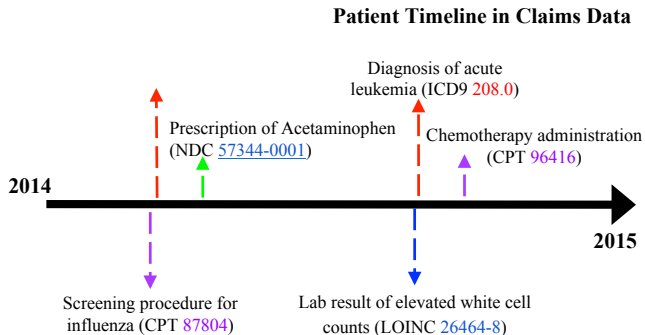 Patient Timeline in Claims Data
Diagnosis of acute
leukemia (ICD9 208.0)
Prescription of Acetaminophen
(NDC 57344-0001)
Chemotherapy administration
(CPT 96416)
2014
2015
Screening procedure for
influenza (CPT 87804)
Lab result of elevated white cell
counts (LOINC 26464-8)